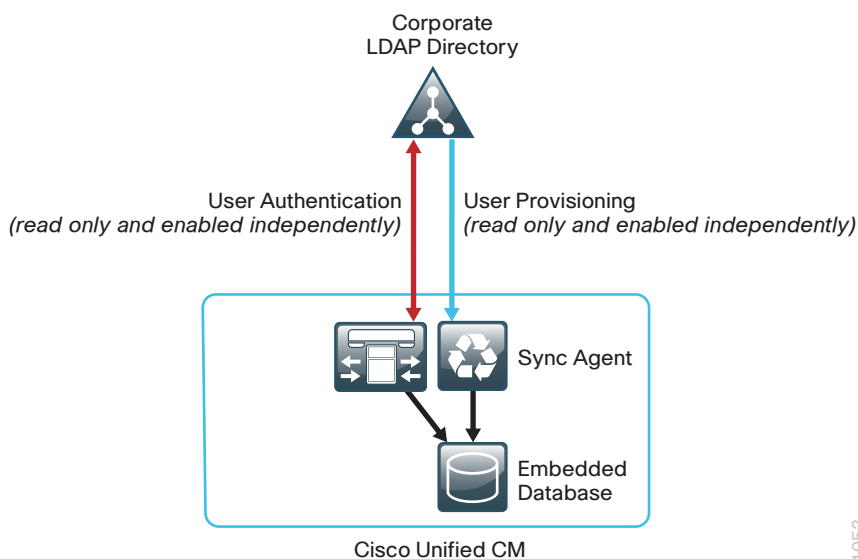 Corporate
LDAP Directory
User Authentication
(read only and enabled independently)
User Provisioning
(read only and enabled independently)
Sync Agent
Embedded
Database
Cisco Unified CM